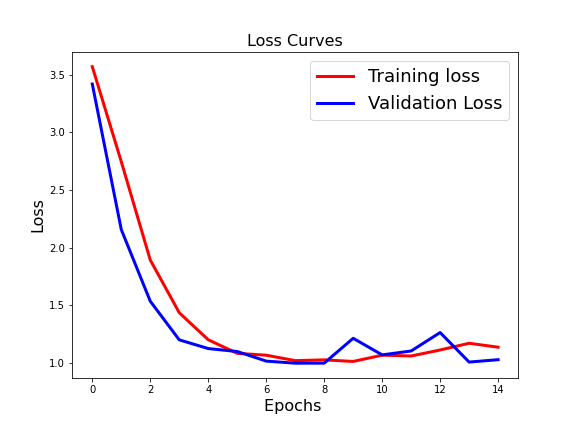 Loss Curves
Training loss
Validation Loss
3.5
3.0
2.5
2.0
1.5
1.0
Loss
0 2 4 6 8 10 12 14
Epochs